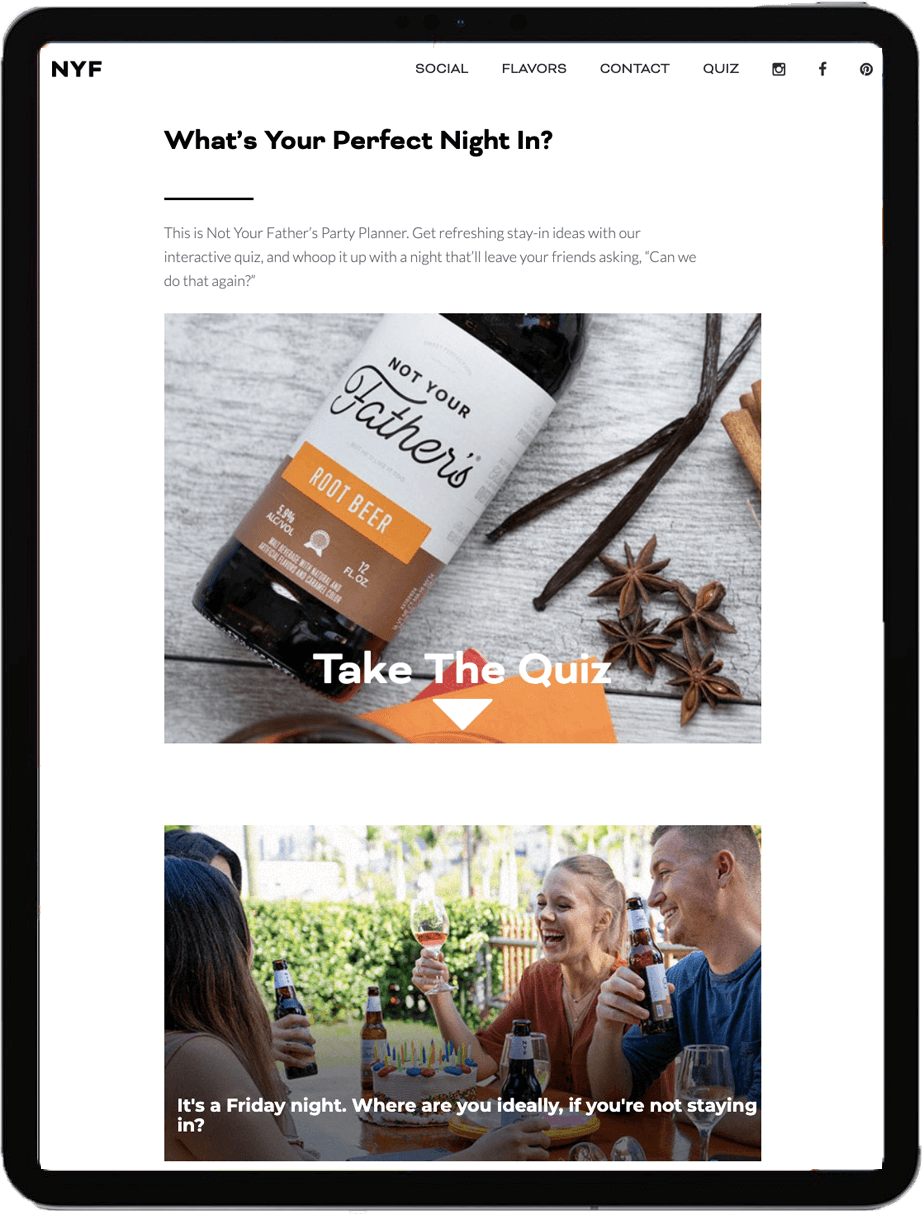 NYF
SOCIAL FLAVORS CONTACT QUIZ
What's Your Perfect Night In?
This is Not Your Father's Party Planner. Get refreshing stay-in ideas with our
interactive quiz, and whoop it up with a night that'll leave your friends asking, “Can we
do that again?”
NOT YOUR
Father's
ROOT BEER
5.9%
ALC/VOL
MALT BEVERAGE WITH NATURAL AND
ARTIFICIAL FLAVORS AND CARAMEL COLOR
12
FL. OZ.
Take The Quiz
NYF
It's a Friday night. Where are you ideally, if you're not staying
in?